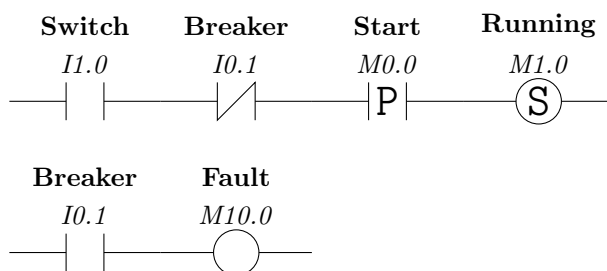 Switch Breaker Start Running
I1.0 I0.1 M0.0 M1.0
P S
Breaker Fault
I0.1 M10.0